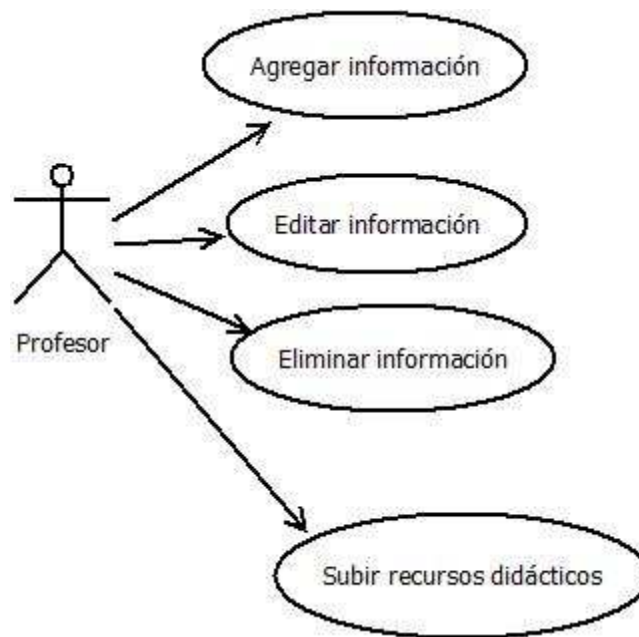 Agregar información
Editar información
Profesor
Eliminar información
Subir recursos didácticos